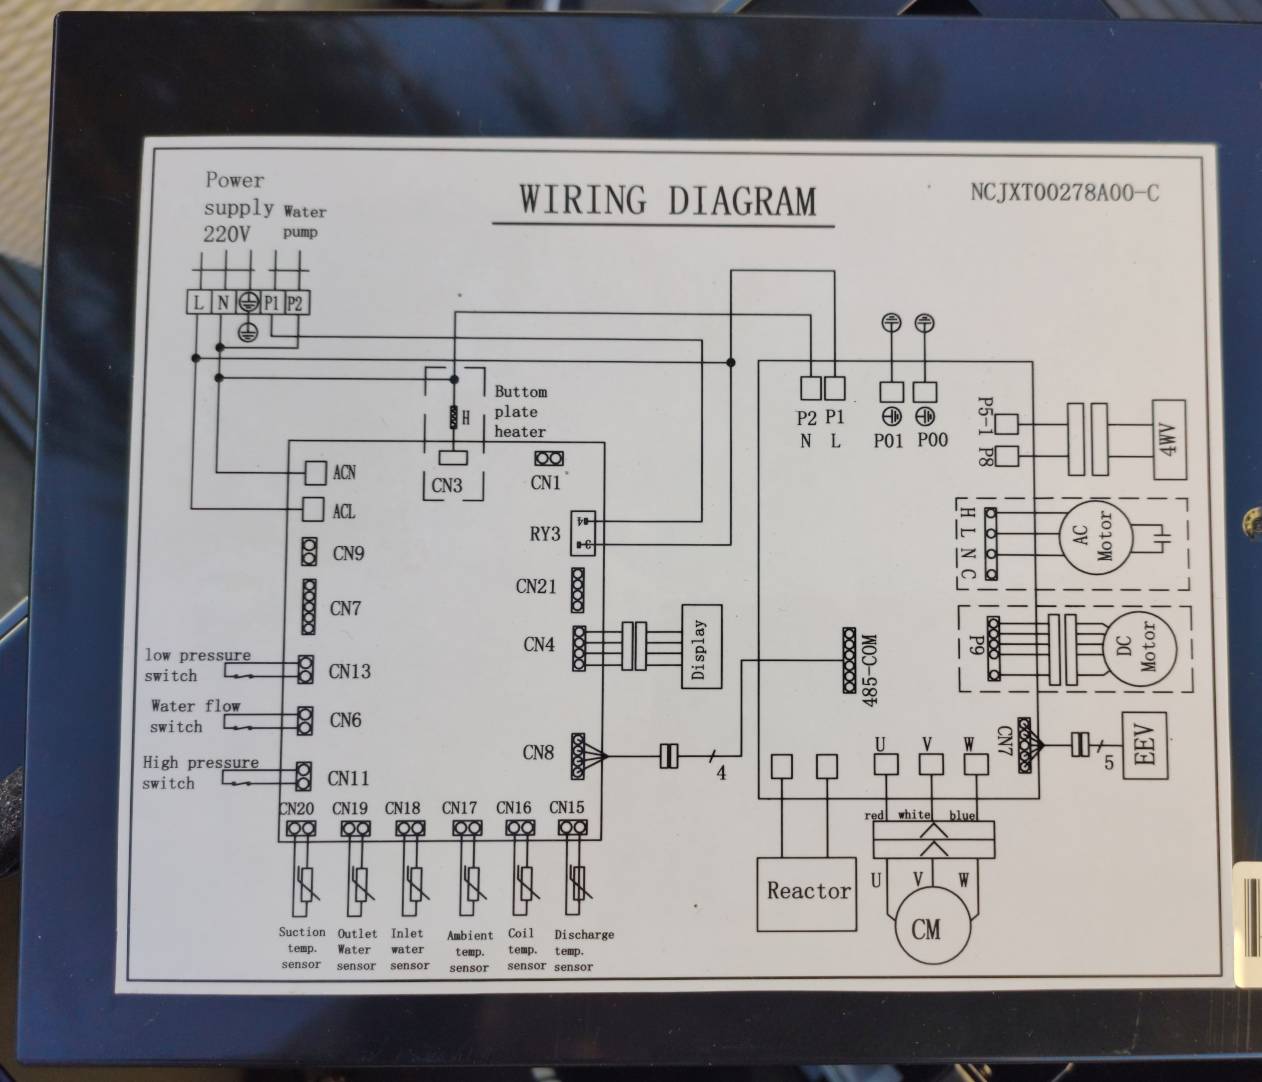 Power
supply
220V
Water
pump
WIRING DIAGRAM
NCJXT00278A00-C
L N P1 P2
Buttom
plate
heater
H
CN3
CN1
ACN
ACL
RY3
4
3
CN9
CN21
CN7
CN4
Display
low pressure
switch
CN13
Water flow
switch
CN6
High pressure
switch
CN11
CN8
4
CN20 CN19 CN18 CN17 CN16 CN15
Suction
temp.
sensor
Outlet
Water
sensor
Inlet
water
sensor
Ambient
temp.
sensor
Coil
temp.
sensor
Discharge
temp.
sensor
P2 P1
N L
P01 P00
P5-1
P8
4WV
H L N C
AC
Motor
P9
DC
Motor
485-COM
CN7
5
EEV
U V W
red white blue
U V W
CM
Reactor